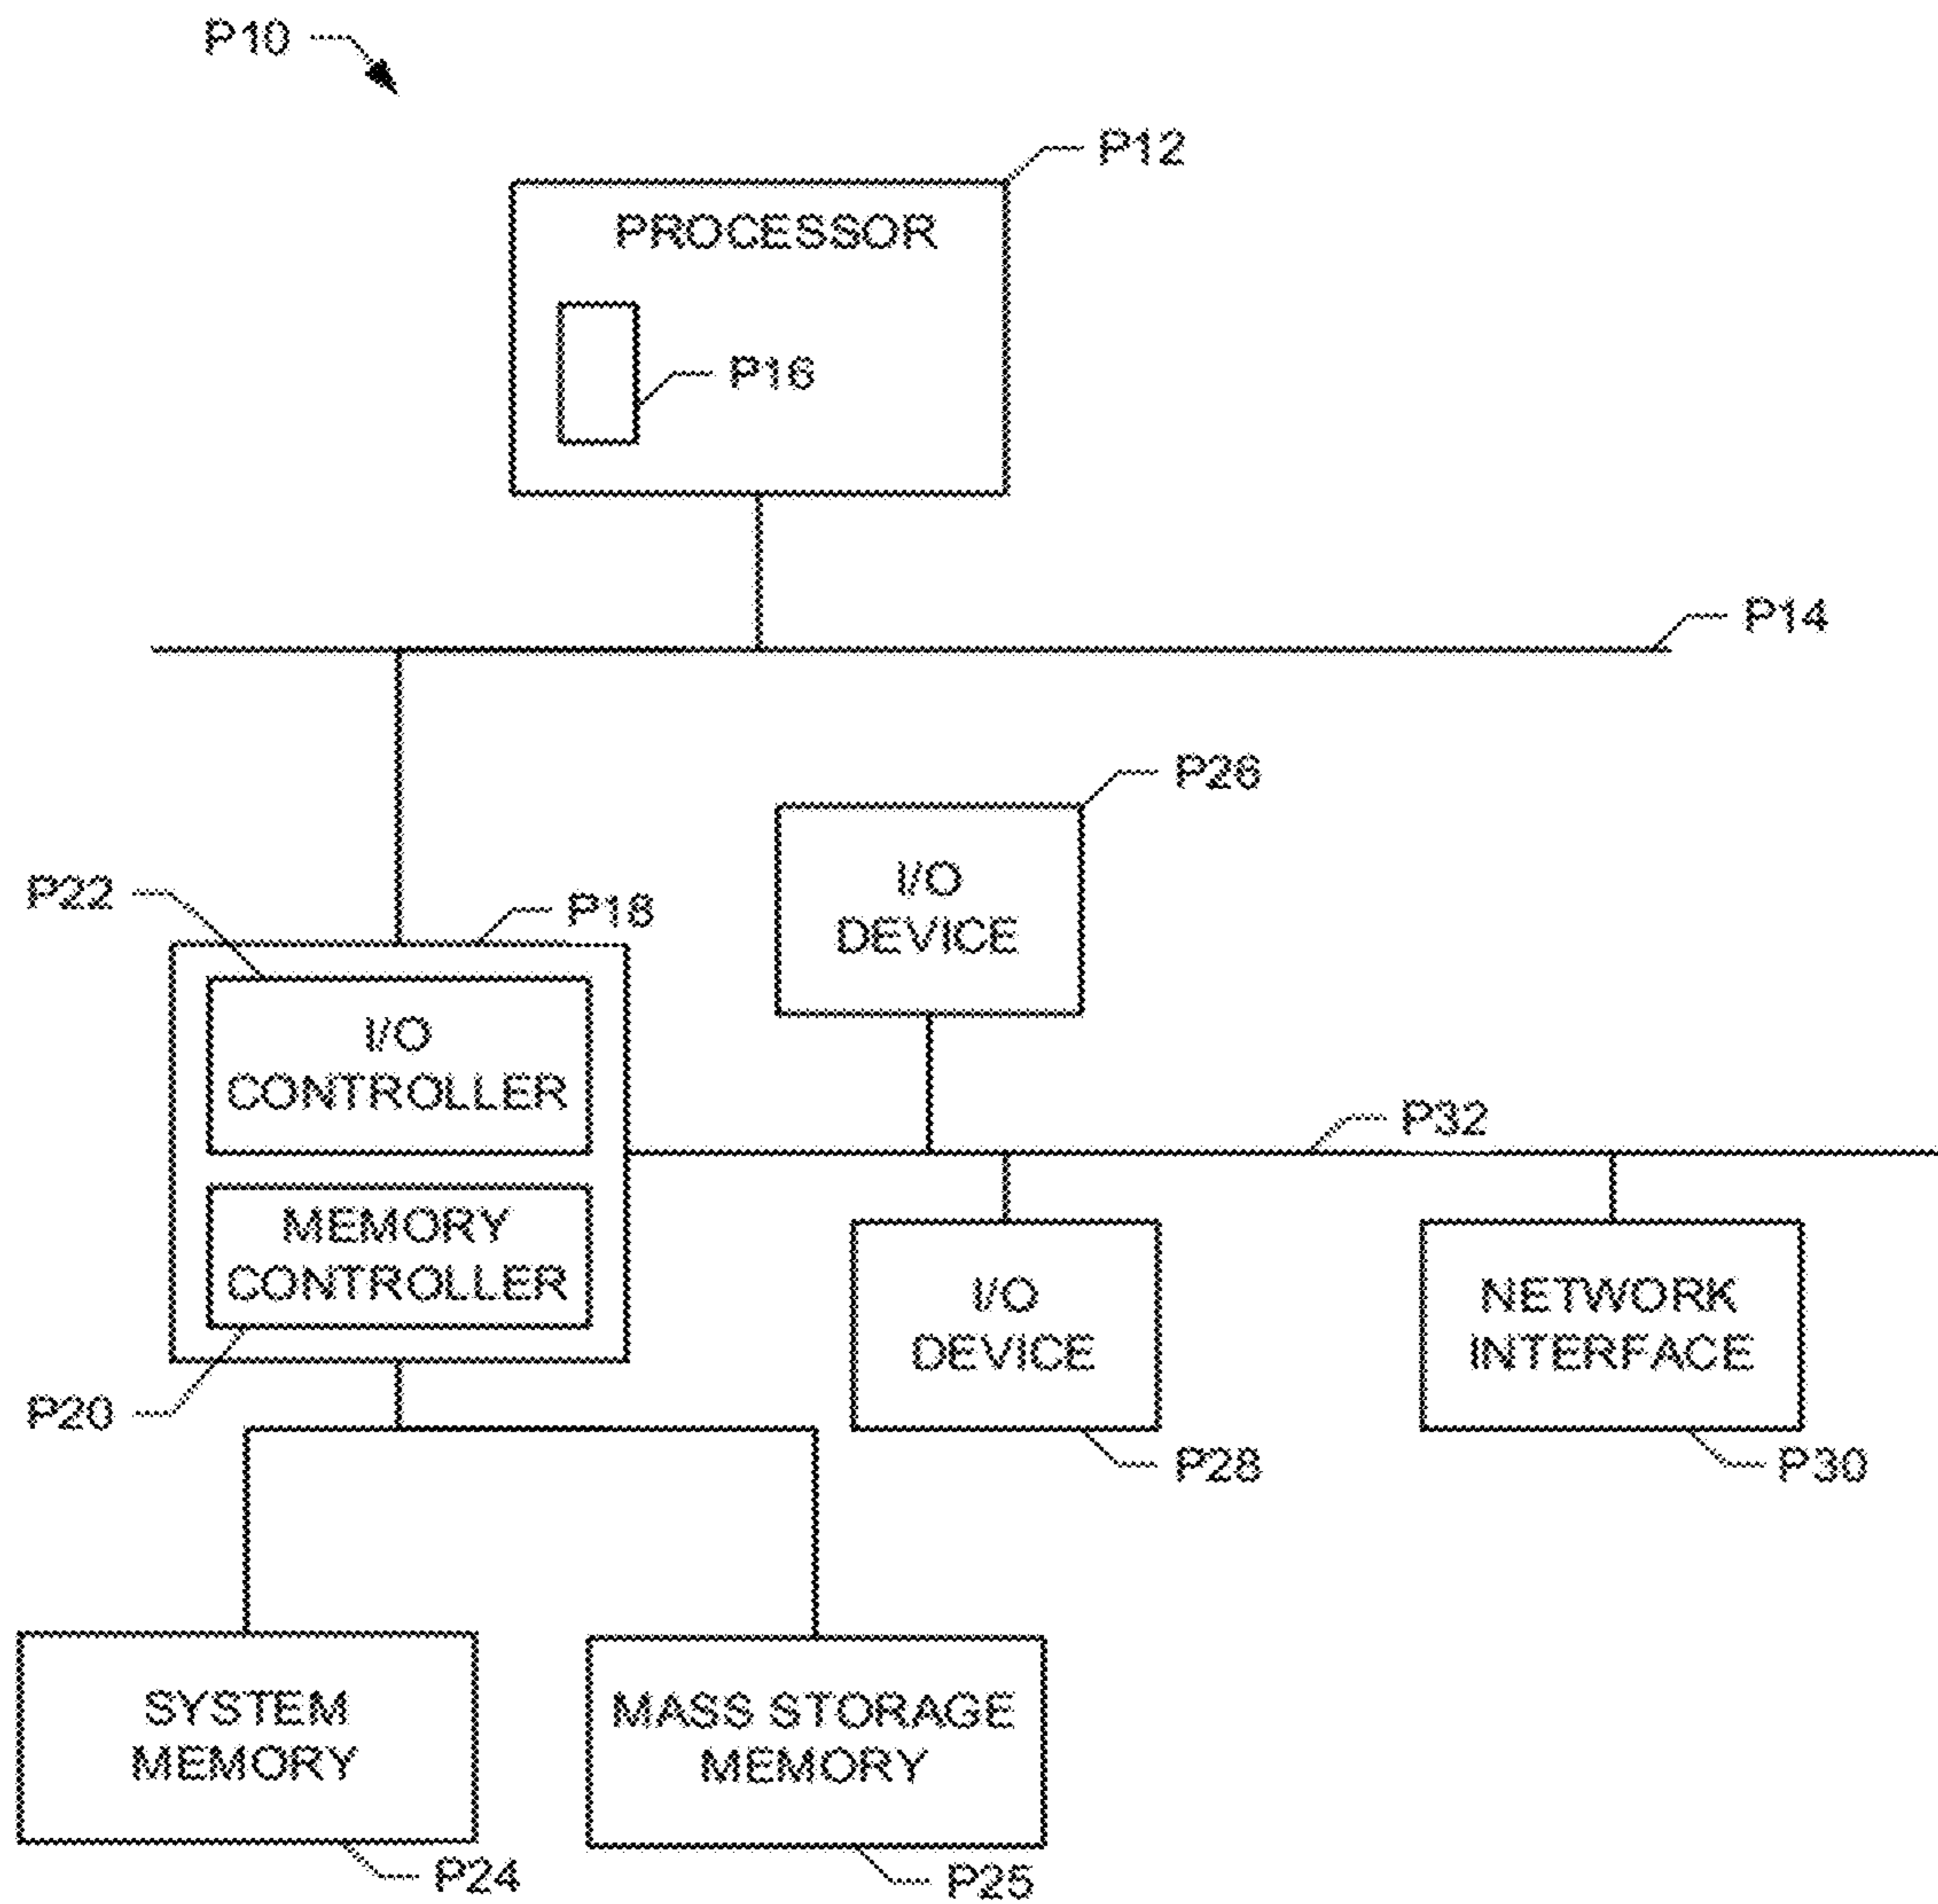 P10
P12
PROCESSOR
P16
P14
P26
I/O
DEVICE
P22
P18
I/O
CONTROLLER
P32
MEMORY
CONTROLLER
I/O
DEVICE
NETWORK
INTERFACE
P20
P28
P30
SYSTEM
MEMORY
MASS STORAGE
MEMORY
P24
P25